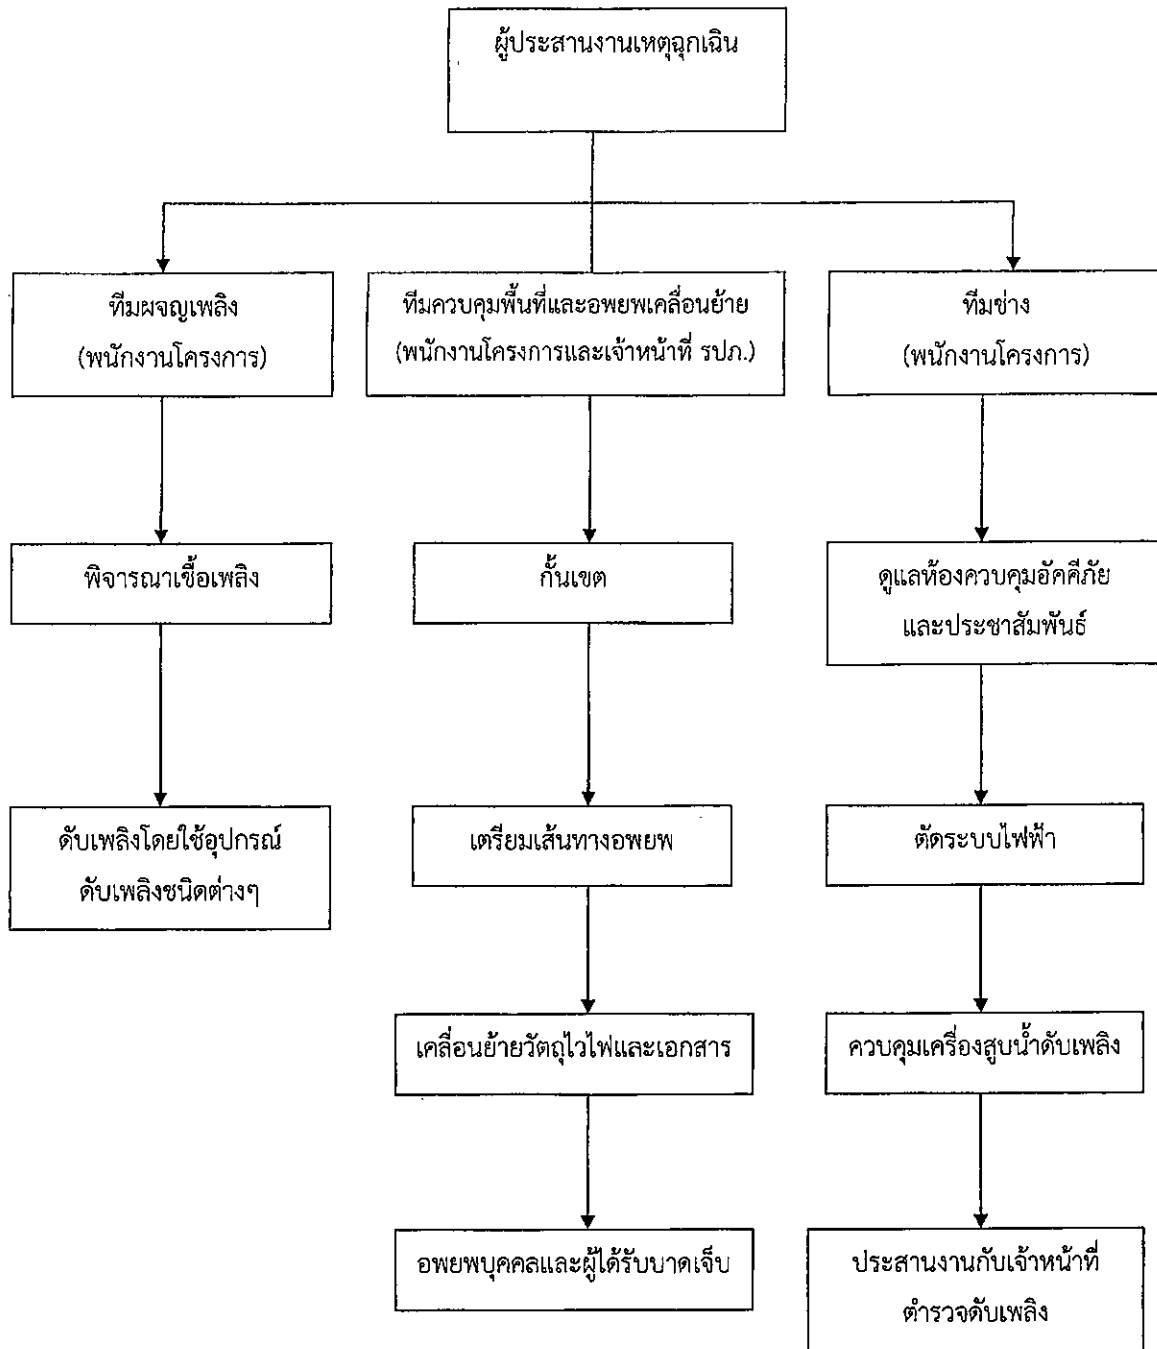 ผู้ประสานงานเหตุฉุกเฉิน
ทีมผจญเพลิง
(พนักงานโครงการ)
ทีมควบคุมพื้นที่และอพยพเคลื่อนย้าย
(พนักงานโครงการและเจ้าหน้าที่ รปภ.)
ทีมช่าง
(พนักงานโครงการ)
พิจารณาเชื้อเพลิง
กั้นเขต
ดูแลห้องควบคุมอัคคีภัย
และประชาสัมพันธ์
ดับเพลิงโดยใช้อุปกรณ์
ดับเพลิงชนิดต่างๆ
เตรียมเส้นทางอพยพ
ตัดระบบไฟฟ้า
เคลื่อนย้ายวัตถุไวไฟและเอกสาร
ควบคุมเครื่องสูบน้ำดับเพลิง
อพยพบุคคลและผู้ได้รับบาดเจ็บ
ประสานงานกับเจ้าหน้าที่
ตำรวจดับเพลิง